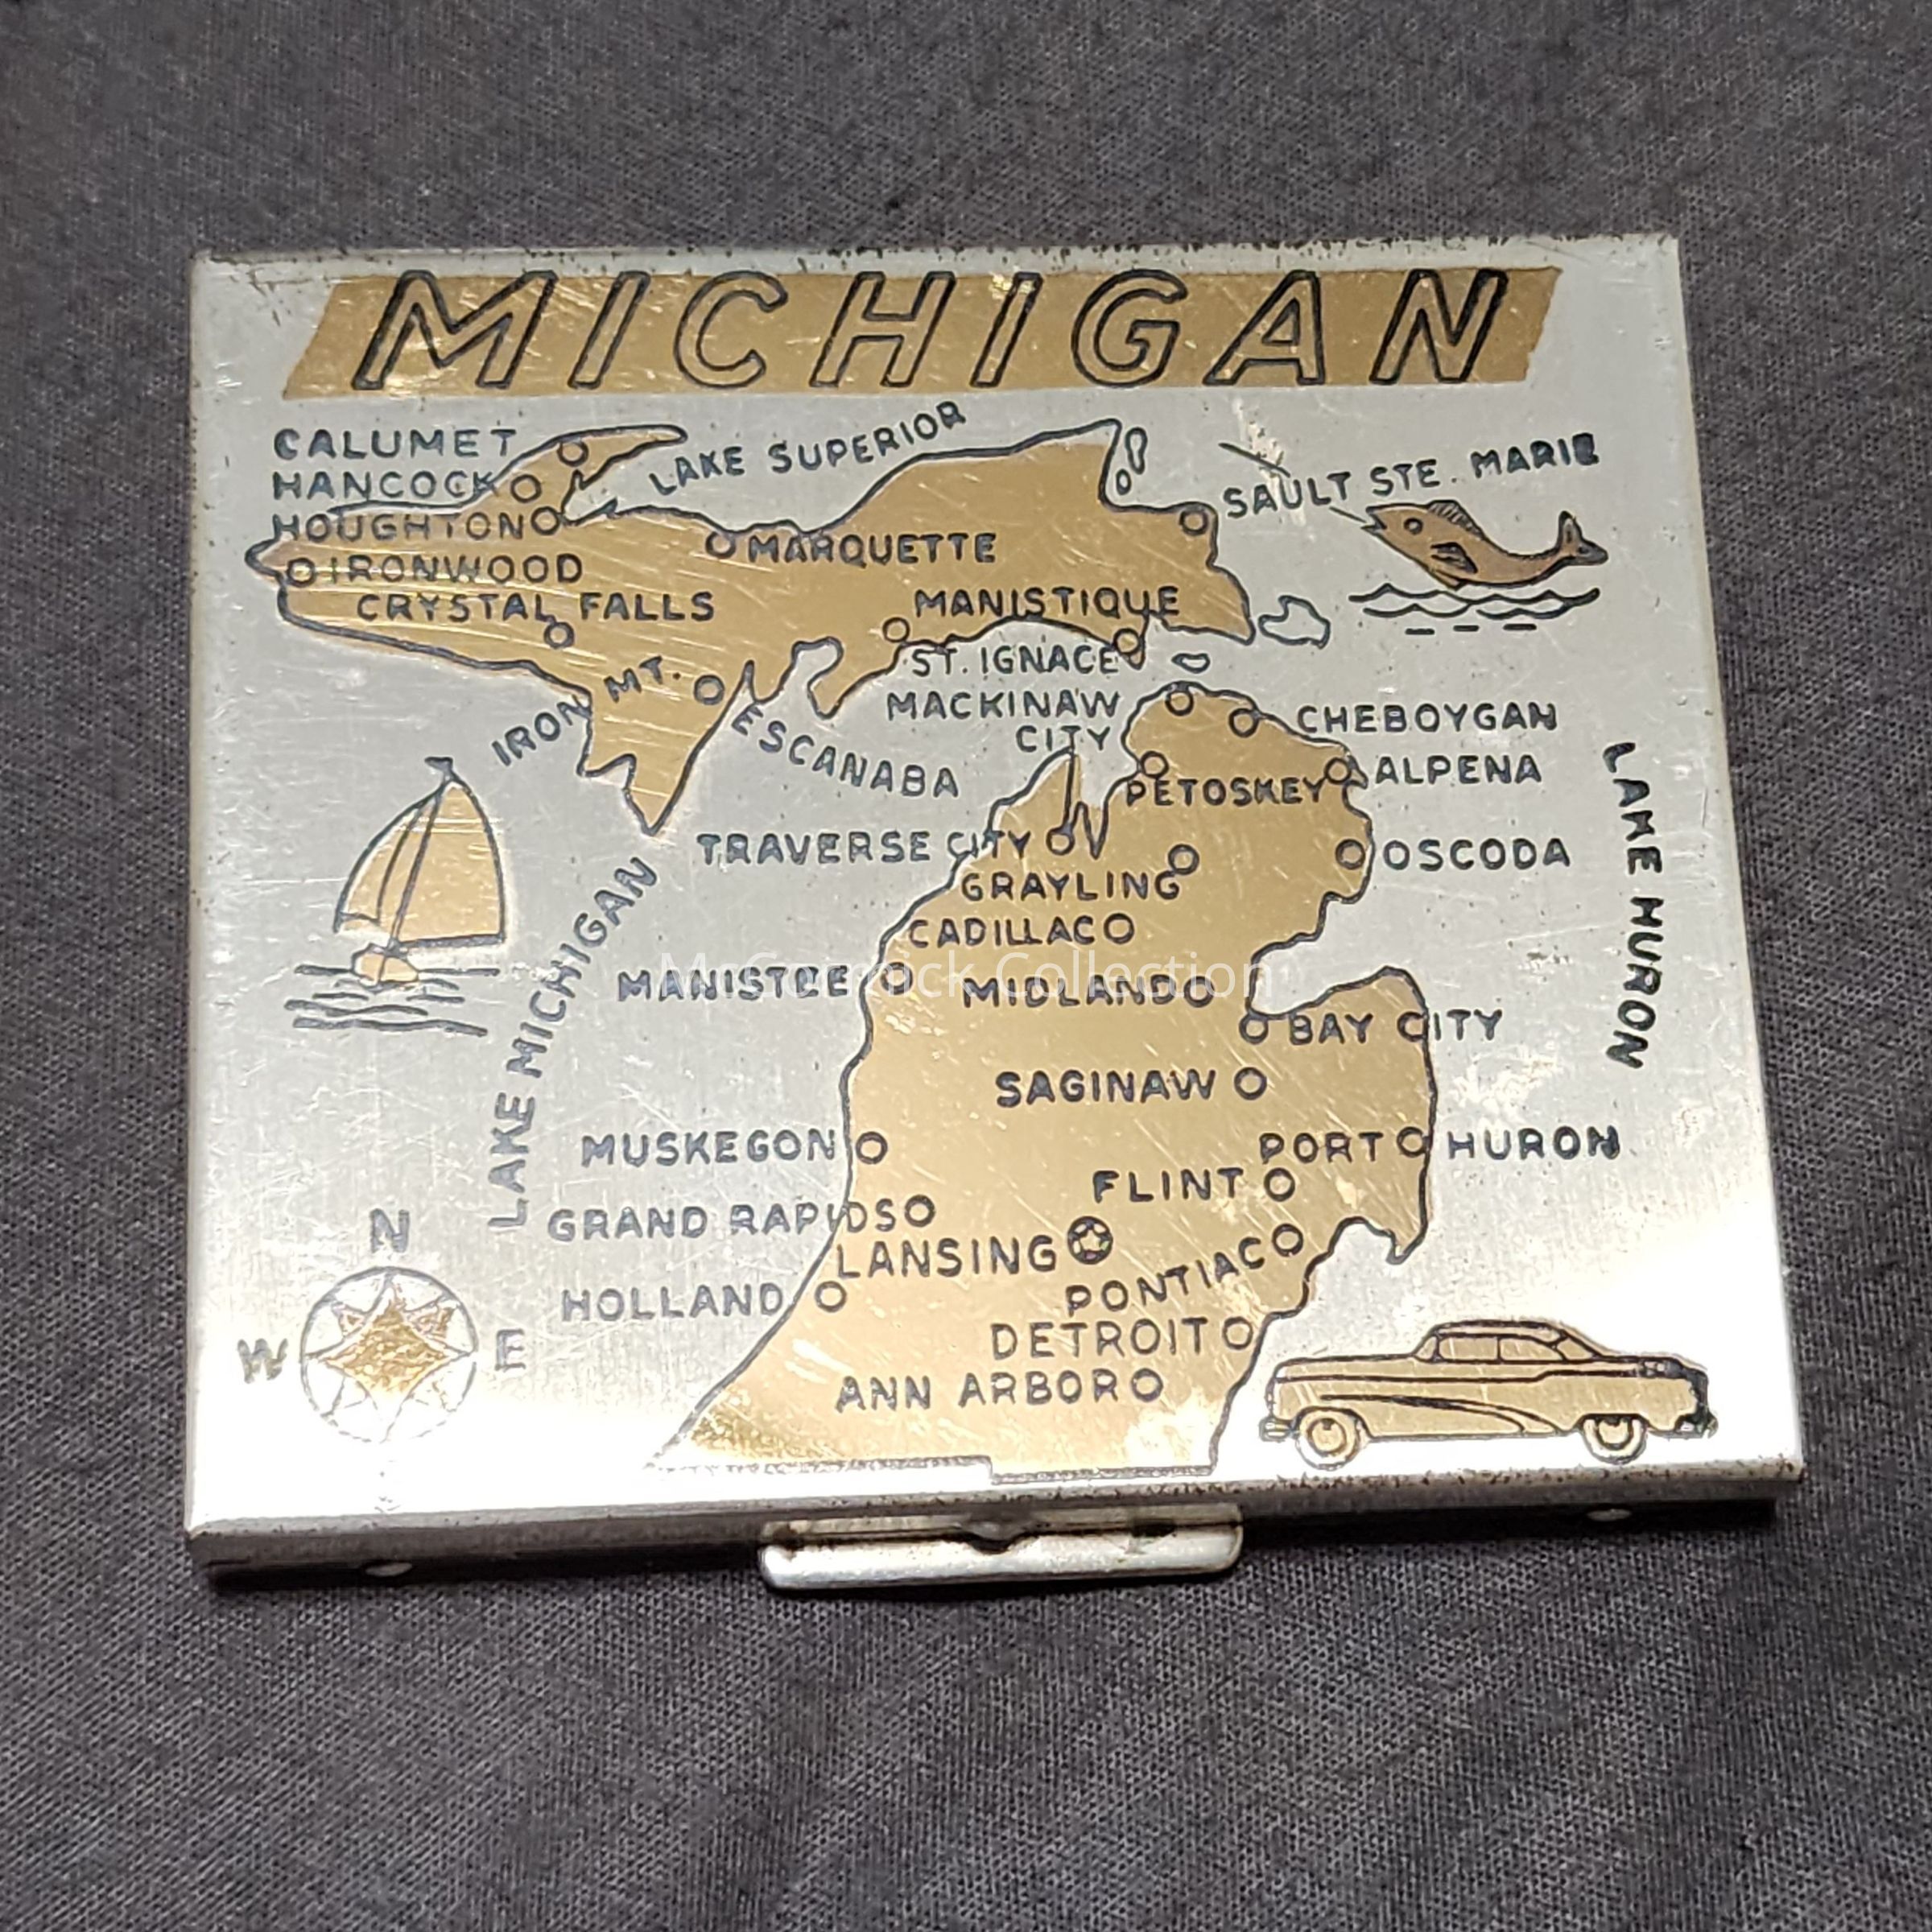 MICHIGAN
CALUMET
LAKE SUPERIOR
HANCOCK
SAULT STE. MARIE
HOUGHTON
MARQUETTE
IRONWOOD
CRYSTAL FALLS
MANISTIQUE
ST. IGNACE
IRON MT.
MACKINAW
CITY
CHEBOYGAN
ESCANABA
ALPENA
PETOSKEY
LAKE HURON
TRAVERSE CITY
OSCODA
GRAYLING
CADILLAC
LAKE MICHIGAN
MANISTEE
MIDLAND
McCormick Collection
BAY CITY
SAGINAW
MUSKEGON
PORT HURON
FLINT
GRAND RAPIDS
N
LANSING
PONTIAC
HOLLAND
W E
DETROIT
ANN ARBOR